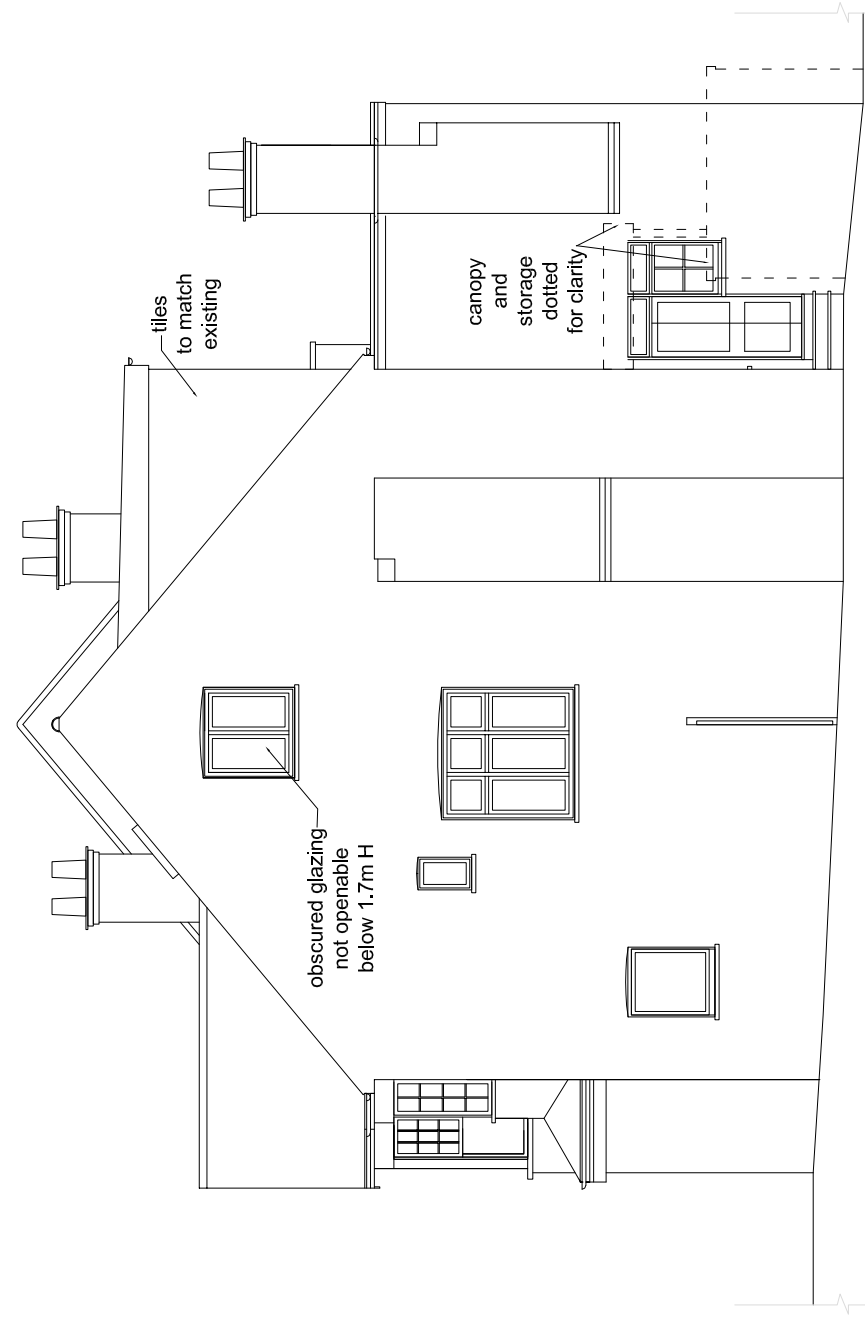 obscured glazing
not openable
below 1.7m H
tiles
to match
existing
canopy
and
storage
dotted
for clarity